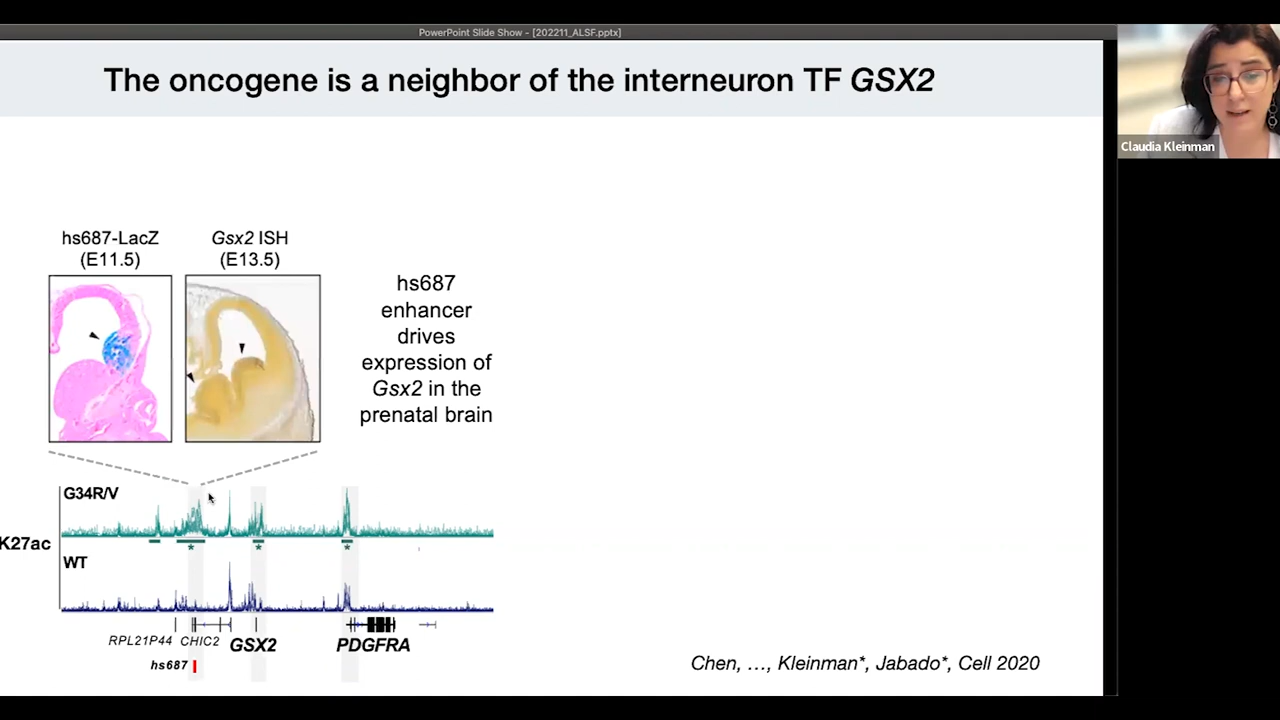 PowerPoint Slide Show - [202211_ALSF.pptx]
The oncogene is a neighbor of the interneuron TF GSX2
Claudia Kleinman
hs687-LacZ
(E11.5)
Gsx2 ISH
(E13.5)
hs687
enhancer
drives
expression of
Gsx2 in the
prenatal brain
G34R/V
K27ac
WT
RPL21P44 CHIC2 GSX2 PDGFRA
hs687
Chen, …, Kleinman*, Jabado*, Cell 2020